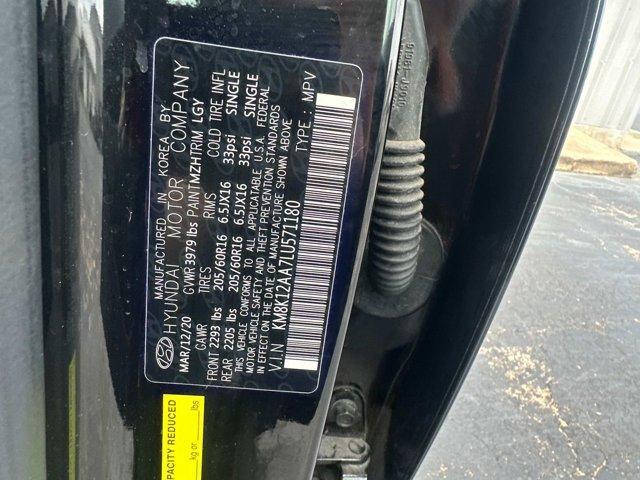 MANUFACTURED IN KOREA BY
HYUNDAI MOTOR COMPANY
MAR/12/20 GVWR 3979 lbs PAINT MZH TRIM LGY
GAWR TIRES RIMS COLD TIRE INFL
FRONT 2293 lbs 205/60R16 6.5JX16 33psi SINGLE
REAR 2205 lbs 205/60R16 6.5JX16 33psi SINGLE
THIS VEHICLE CONFORMS TO ALL APPLICATABLE U.S.A. FEDERAL
MOTOR VEHICLE SAFETY AND THEFT PREVENTION STANDARDS
IN EFFECT ON THE DATE OF MANUFACTURE SHOWN ABOVE
V.I.N KM8K12AA7LU571180 TYPE: MPV
CAPACITY REDUCED
kg or lbs